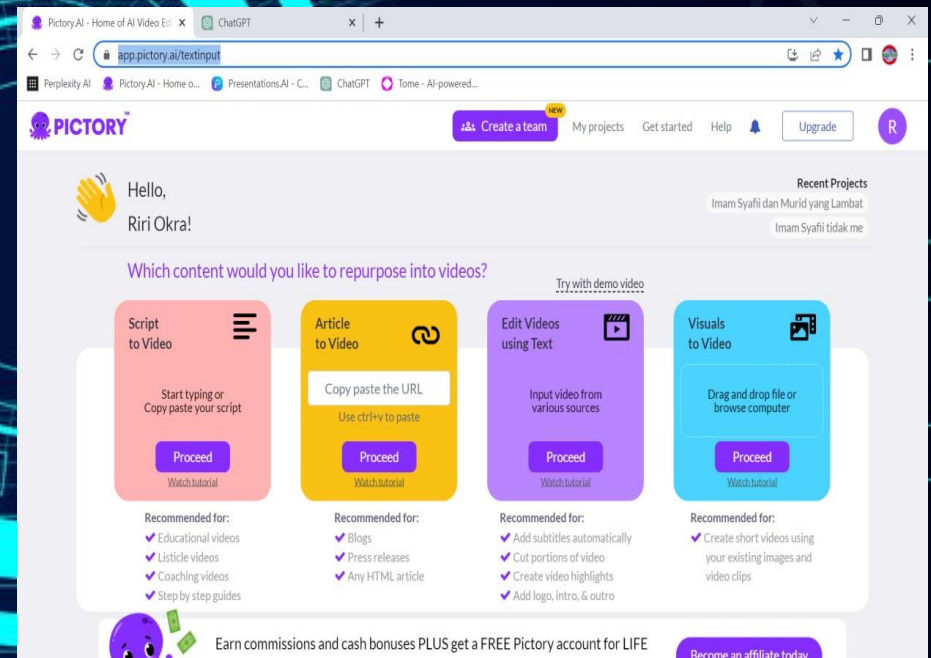 Pictory.AI - Home of AI Video Ed
ChatGPT
app.pictory.ai/textinput
Perplexity AI
Pictory.AI - Home o...
Presentations.AI - C...
ChatGPT
Tome - AI-powered...
PICTORY
Create a team
NEW
My projects
Get started
Help
Upgrade
R
Hello,
Riri Okra!
Recent Projects
Imam Syafii dan Murid yang Lambat
Imam Syafii tidak me
Which content would you like to repurpose into videos?
Try with demo video
Script
to Video
Start typing or
Copy paste your script
Proceed
Watch tutorial
Article
to Video
Copy paste the URL
Use ctrl+v to paste
Proceed
Watch tutorial
Edit Videos
using Text
Input video from
various sources
Proceed
Watch tutorial
Visuals
to Video
Drag and drop file or
browse computer
Proceed
Watch tutorial
Recommended for:
Educational videos
Listicle videos
Coaching videos
Step by step guides
Recommended for:
Blogs
Press releases
Any HTML article
Recommended for:
Add subtitles automatically
Cut portions of video
Create video highlights
Add logo, intro, & outro
Recommended for:
Create short videos using
your existing images and
video clips
Earn commissions and cash bonuses PLUS get a FREE Pictory account for LIFE
Become an affiliate today